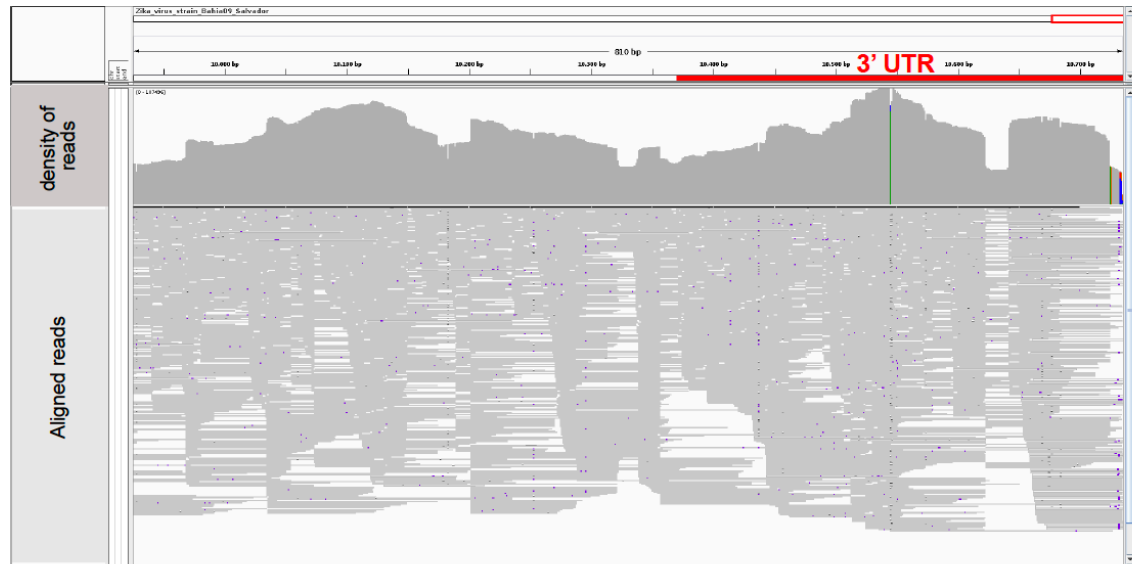 Zika_virus_strain_Bahia09_Salvador
810 bp
10.000 bp 10.100 bp 10.200 bp 10.300 bp 10.400 bp 10.500 bp 10.600 bp 10.700 bp
3' UTR
density of
reads
Aligned reads